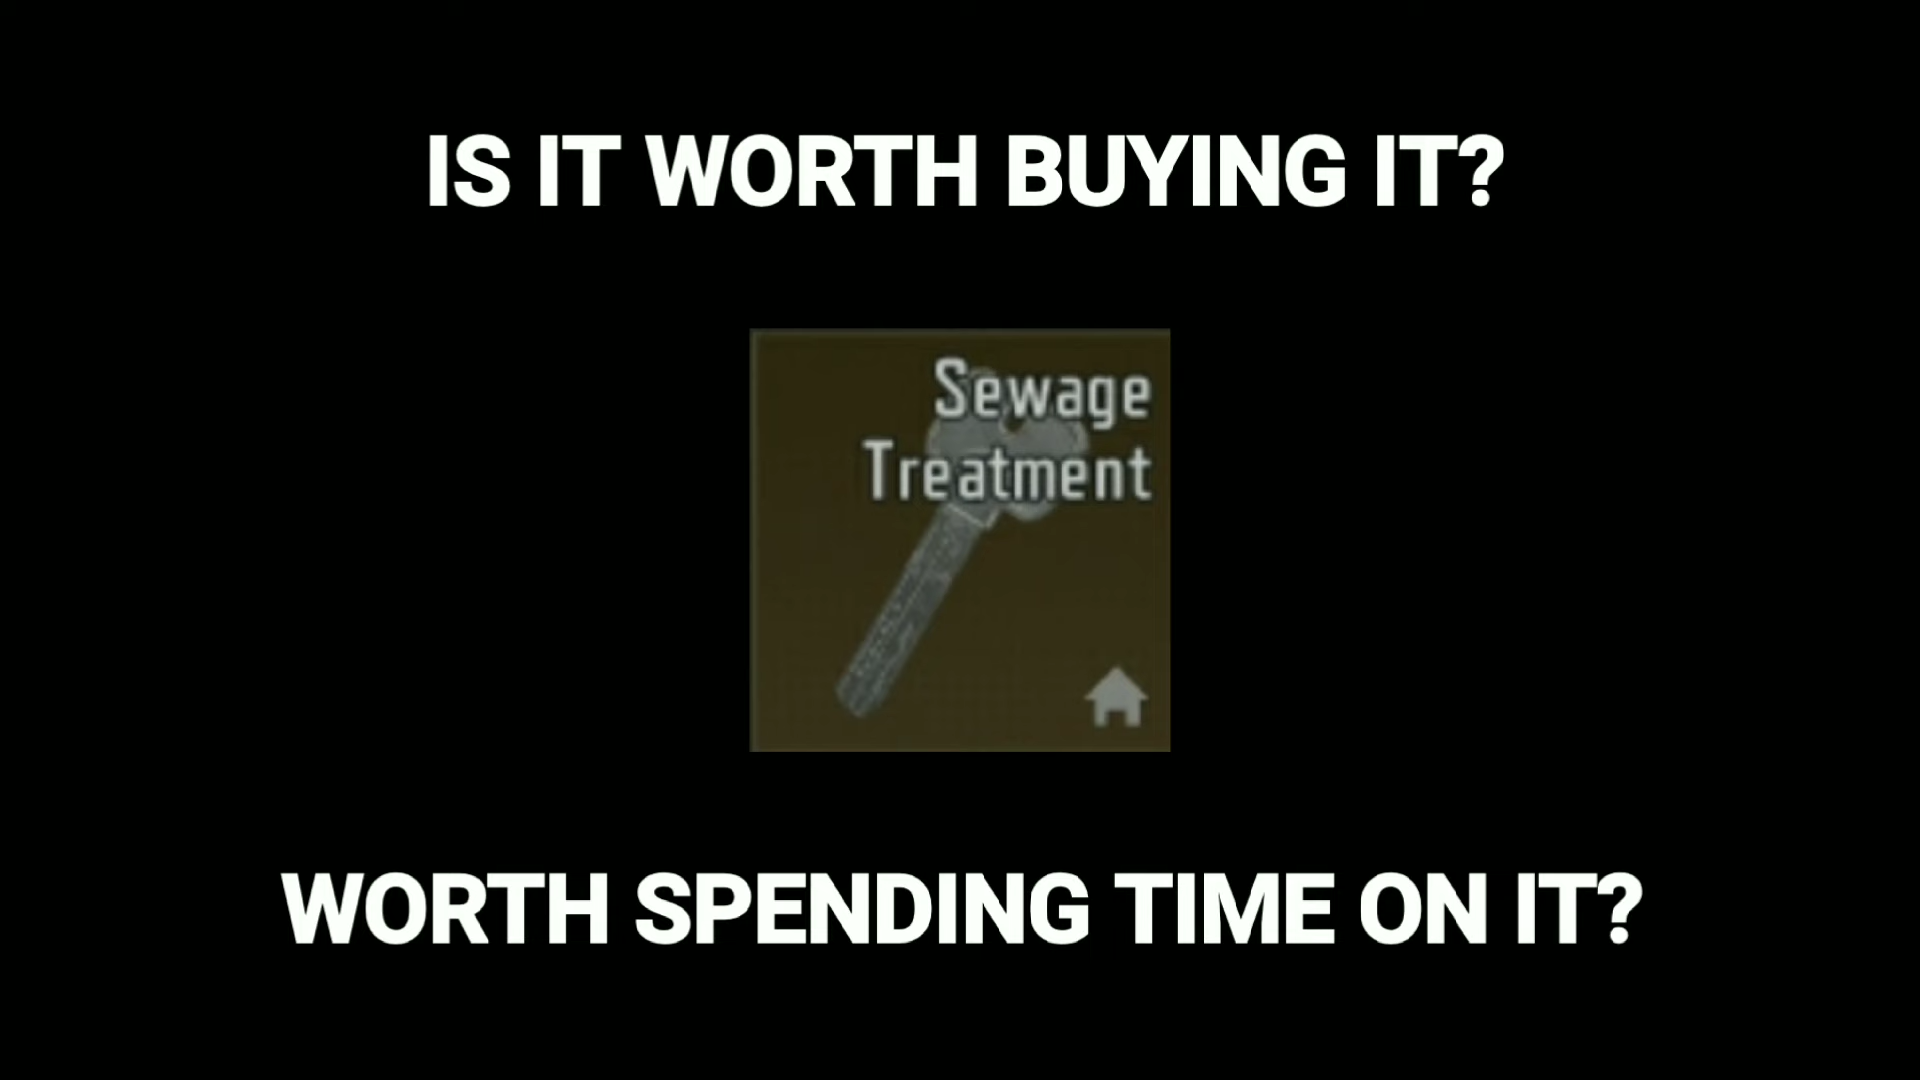 IS IT WORTH BUYING IT?
Sewage
Treatment
WORTH SPENDING TIME ON IT?